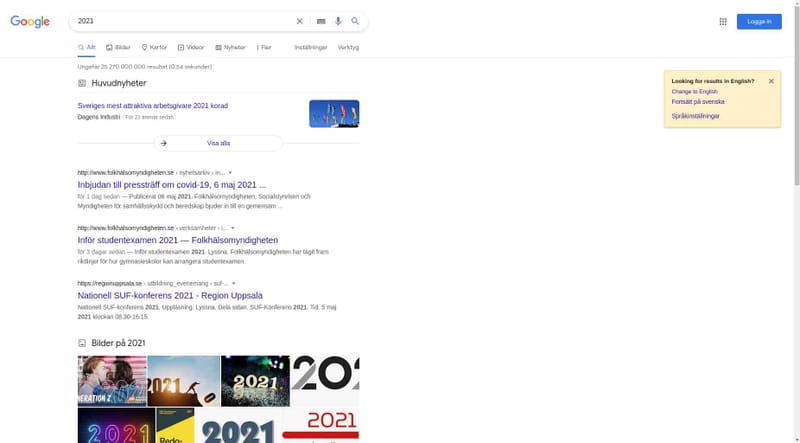 Google
2021
Logga in
Allt
Bilder
Kartor
Videor
Nyheter
Fler
Inställningar
Verktyg
Ungefär 25 270 000 000 resultat (0,54 sekunder)
Looking for results in English?
Change to English
Fortsätt på svenska
Språkinställningar
Huvudnyheter
Sveriges mest attraktiva arbetsgivare 2021 korad
Dagens Industri · För 21 timmar sedan
Visa alla
http://www.folkhalsomyndigheten.se › nyhetsarkiv › in...
Inbjudan till pressträff om covid-19, 6 maj 2021 ...
för 1 dag sedan — Publicerat 06 maj 2021. Folkhälsomyndigheten, Socialstyrelsen och
Myndigheten för samhällsskydd och beredskap bjuder in till en gemensam ...
http://www.folkhalsomyndigheten.se › verksamheter › i...
Inför studentexamen 2021 — Folkhälsomyndigheten
för 3 dagar sedan — Inför studentexamen 2021. Lyssna. Folkhälsomyndigheten har tagit fram
riktlinjer för hur gymnasieskolor kan arrangera studentexamen.
https://regionuppsala.se › utbildning_evenemang › suf-...
Nationell SUF-konferens 2021 - Region Uppsala
Nationell SUF-konferens 2021. Uppläsning. Lyssna. Dela sidan. SUF-Konferens 2021. Tid. 5 maj
2021 klockan 08.30-16.15.
Bilder på 2021
ENERATION Z
2021
2021
202
2021
Redo-
2021
2021